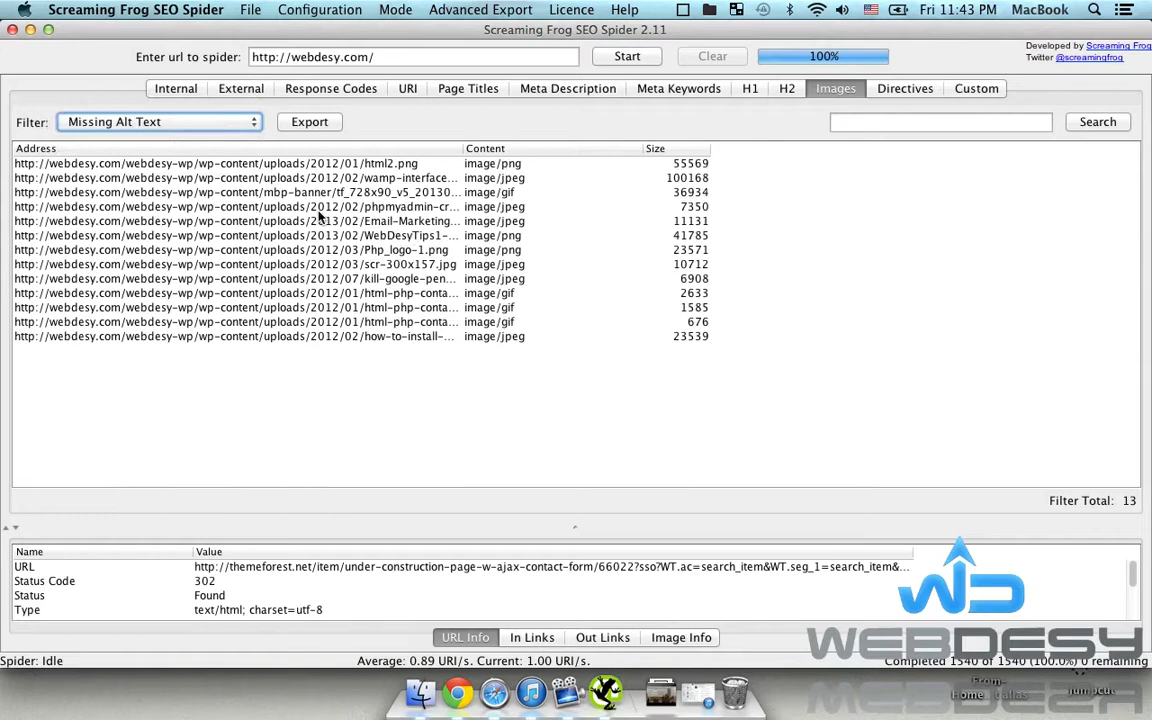 Screaming Frog SEO Spider File Configuration Mode Advanced Export Licence Help Fri 11:43 PM MacBook
Screaming Frog SEO Spider 2.11
Enter url to spider: http://webdesy.com/ Start Clear 100% Developed by Screaming Frog
Twitter @screamingfrog
Internal External Response Codes URI Page Titles Meta Description Meta Keywords H1 H2 Images Directives Custom
Filter: Missing Alt Text Export Search
Address Content Size
http://webdesy.com/webdesy-wp/wp-content/uploads/2012/01/html2.png image/png 55569
http://webdesy.com/webdesy-wp/wp-content/uploads/2012/02/wamp-interface... image/jpeg 100168
http://webdesy.com/webdesy-wp/wp-content/mbp-banner/tf_728x90_v5_20130... image/gif 36934
http://webdesy.com/webdesy-wp/wp-content/uploads/2012/02/phpmyadmin-cr... image/jpeg 7350
http://webdesy.com/webdesy-wp/wp-content/uploads/2013/02/Email-Marketing... image/jpeg 11131
http://webdesy.com/webdesy-wp/wp-content/uploads/2013/02/WebDesyTips1-... image/png 41785
http://webdesy.com/webdesy-wp/wp-content/uploads/2012/03/Php_logo-1.png image/png 23571
http://webdesy.com/webdesy-wp/wp-content/uploads/2012/03/scr-300x157.jpg image/jpeg 10712
http://webdesy.com/webdesy-wp/wp-content/uploads/2012/07/kill-google-pen... image/jpeg 6908
http://webdesy.com/webdesy-wp/wp-content/uploads/2012/01/html-php-conta... image/gif 2633
http://webdesy.com/webdesy-wp/wp-content/uploads/2012/01/html-php-conta... image/gif 1585
http://webdesy.com/webdesy-wp/wp-content/uploads/2012/01/html-php-conta... image/gif 676
http://webdesy.com/webdesy-wp/wp-content/uploads/2012/02/how-to-install-... image/jpeg 23539
Filter Total: 13
Name Value
URL http://themeforest.net/item/under-construction-page-w-ajax-contact-form/66022?sso?WT.ac=search_item&WT.seg_1=search_item&...
Status Code 302
Status Found
Type text/html; charset=utf-8
URL Info In Links Out Links Image Info
WEBDESY
Spider: Idle Average: 0.89 URI/s. Current: 1.00 URI/s. Completed 1540 of 1540 (100.0%) 0 remaining
From-
Home